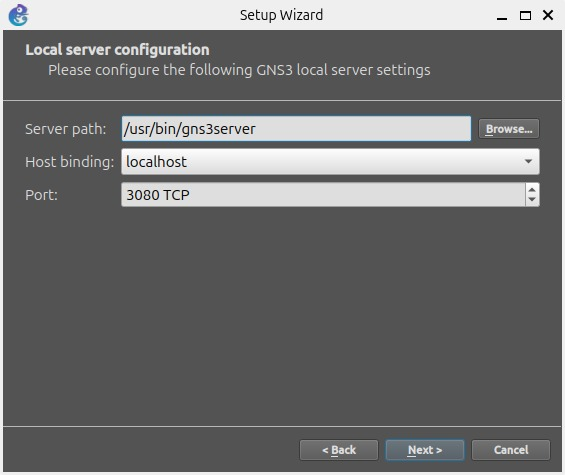 Setup Wizard
Local server configuration
Please configure the following GNS3 local server settings
Server path: /usr/bin/gns3server Browse...
Host binding: localhost
Port: 3080 TCP
< Back Next > Cancel